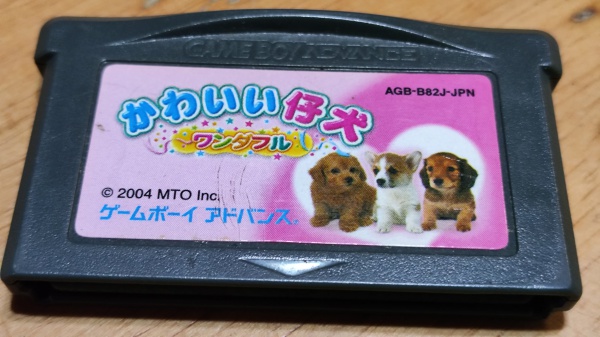 GAME BOY ADVANCE
AGB-B82J-JPN
かわいい仔犬
ワンダフル
© 2004 MTO Inc.
ゲームボーイ アドバンス